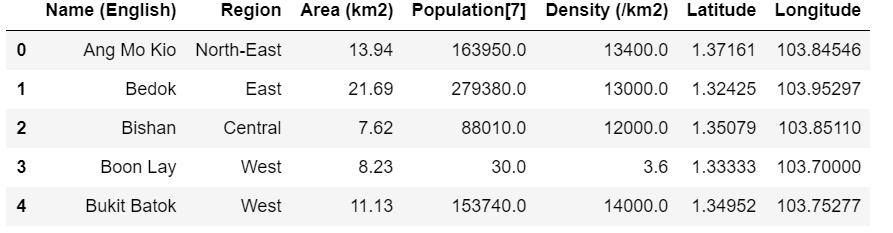 Name (English) Region Area (km2) Population[7] Density (/km2) Latitude Longitude
0 Ang Mo Kio North-East 13.94 163950.0 13400.0 1.37161 103.84546
1 Bedok East 21.69 279380.0 13000.0 1.32425 103.95297
2 Bishan Central 7.62 88010.0 12000.0 1.35079 103.85110
3 Boon Lay West 8.23 30.0 3.6 1.33333 103.70000
4 Bukit Batok West 11.13 153740.0 14000.0 1.34952 103.75277